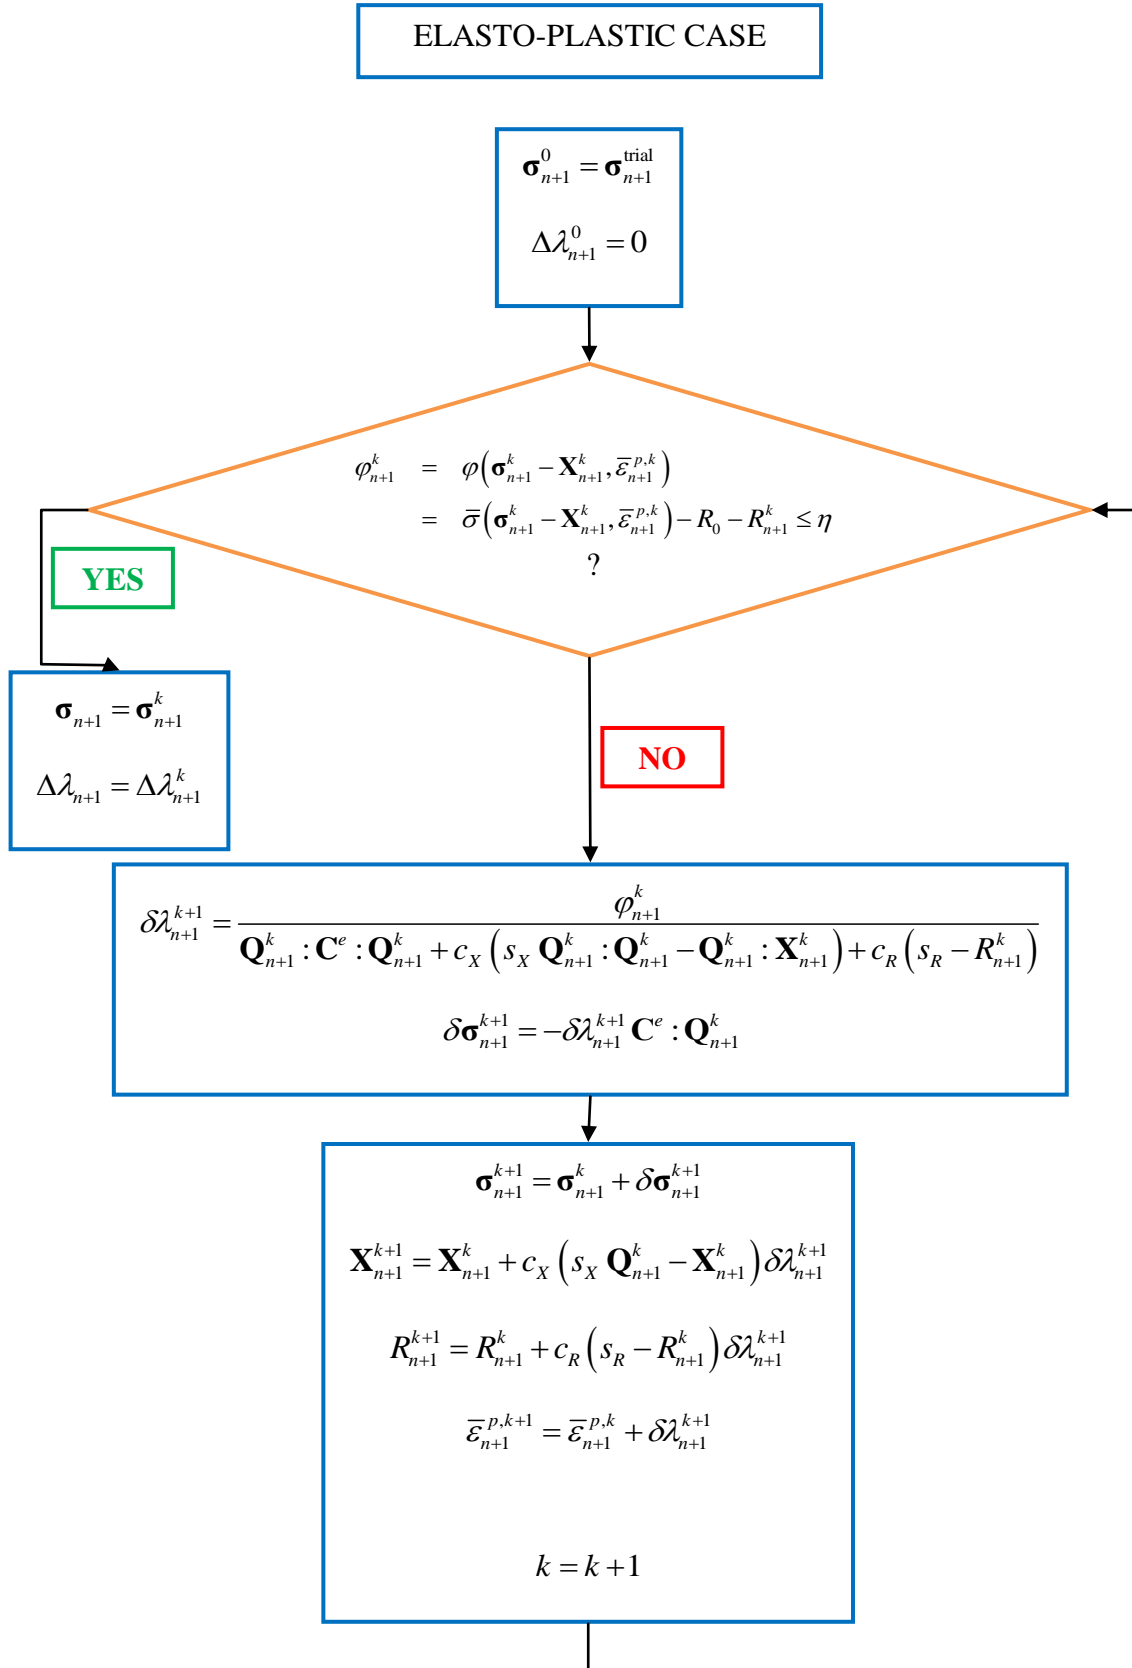 ELASTO-PLASTIC CASE
𝛔⁰ₙ₊₁ = 𝛔ᵗʳⁱᵃˡₙ₊₁
Δλ⁰ₙ₊₁ = 0
φᵏₙ₊₁ = φ(𝛔ᵏₙ₊₁ − 𝐗ᵏₙ₊₁, ε̅ᵖ,ᵏₙ₊₁)
= σ̅(𝛔ᵏₙ₊₁ − 𝐗ᵏₙ₊₁, ε̅ᵖ,ᵏₙ₊₁) − R₀ − Rᵏₙ₊₁ ≤ η
?
YES
𝛔ₙ₊₁ = 𝛔ᵏₙ₊₁
Δλₙ₊₁ = Δλᵏₙ₊₁
NO
δλᵏ⁺¹ₙ₊₁ = φᵏₙ₊₁ / (𝐐ᵏₙ₊₁ : 𝐂ᵉ : 𝐐ᵏₙ₊₁ + c_X (s_X 𝐐ᵏₙ₊₁ : 𝐐ᵏₙ₊₁ − 𝐐ᵏₙ₊₁ : 𝐗ᵏₙ₊₁) + c_R (s_R − Rᵏₙ₊₁))
δ𝛔ᵏ⁺¹ₙ₊₁ = −δλᵏ⁺¹ₙ₊₁ 𝐂ᵉ : 𝐐ᵏₙ₊₁
𝛔ᵏ⁺¹ₙ₊₁ = 𝛔ᵏₙ₊₁ + δ𝛔ᵏ⁺¹ₙ₊₁
𝐗ᵏ⁺¹ₙ₊₁ = 𝐗ᵏₙ₊₁ + c_X (s_X 𝐐ᵏₙ₊₁ − 𝐗ᵏₙ₊₁) δλᵏ⁺¹ₙ₊₁
Rᵏ⁺¹ₙ₊₁ = Rᵏₙ₊₁ + c_R (s_R − Rᵏₙ₊₁) δλᵏ⁺¹ₙ₊₁
ε̅ᵖ,ᵏ⁺¹ₙ₊₁ = ε̅ᵖ,ᵏₙ₊₁ + δλᵏ⁺¹ₙ₊₁
k = k + 1